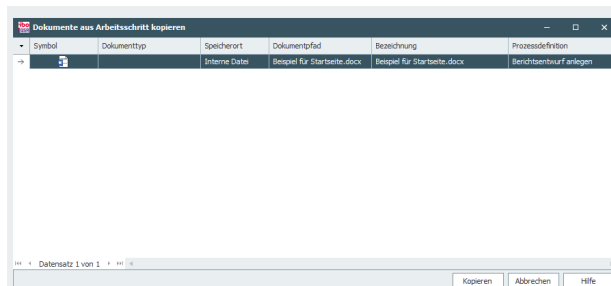 Dokumente aus Arbeitsschritt kopieren
Symbol Dokumenttyp Speicherort Dokumentpfad Bezeichnung Prozessdefinition
Interne Datei Beispiel für Startseite.docx Beispiel für Startseite.docx Berichtsentwurf anlegen
Datensatz 1 von 1
Kopieren Abbrechen Hilfe